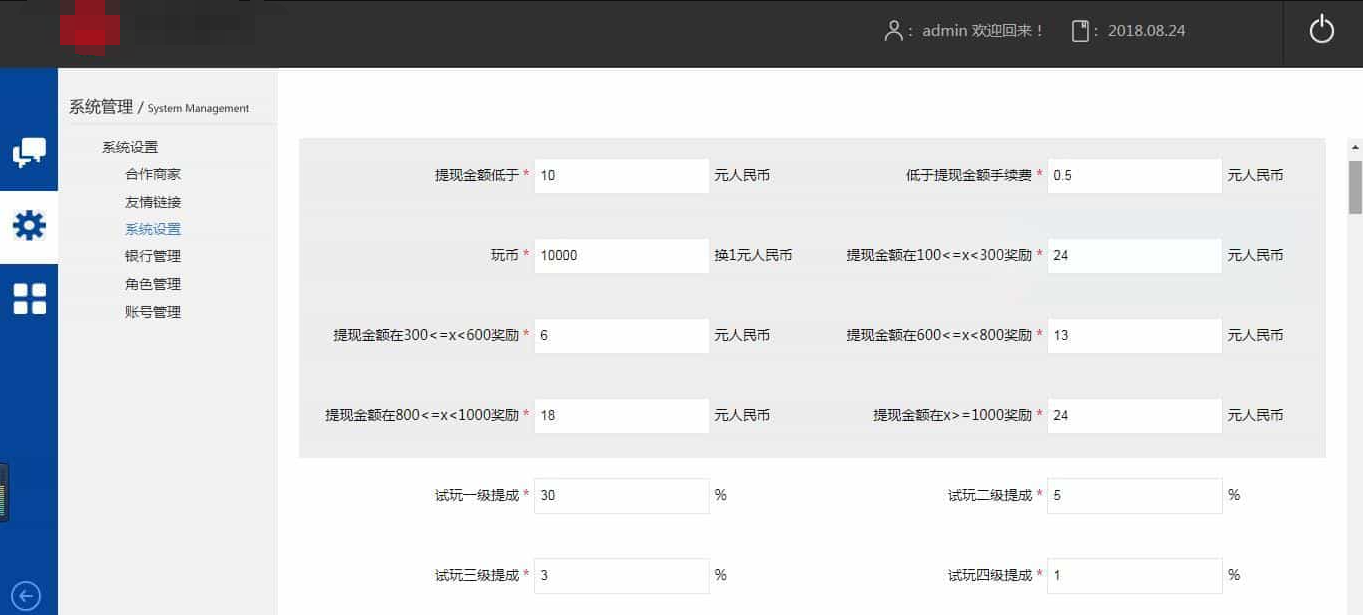 : admin 欢迎回来！ : 2018.08.24
系统管理 / System Management
系统设置
合作商家
友情链接
系统设置
银行管理
角色管理
账号管理
提现金额低于 * 10 元人民币 低于提现金额手续费 * 0.5 元人民币
玩币 * 10000 换1元人民币 提现金额在100<=x<300奖励 * 24 元人民币
提现金额在300<=x<600奖励 * 6 元人民币 提现金额在600<=x<800奖励 * 13 元人民币
提现金额在800<=x<1000奖励 * 18 元人民币 提现金额在x>=1000奖励 * 24 元人民币
试玩一级提成 * 30 % 试玩二级提成 * 5 %
试玩三级提成 * 3 % 试玩四级提成 * 1 %